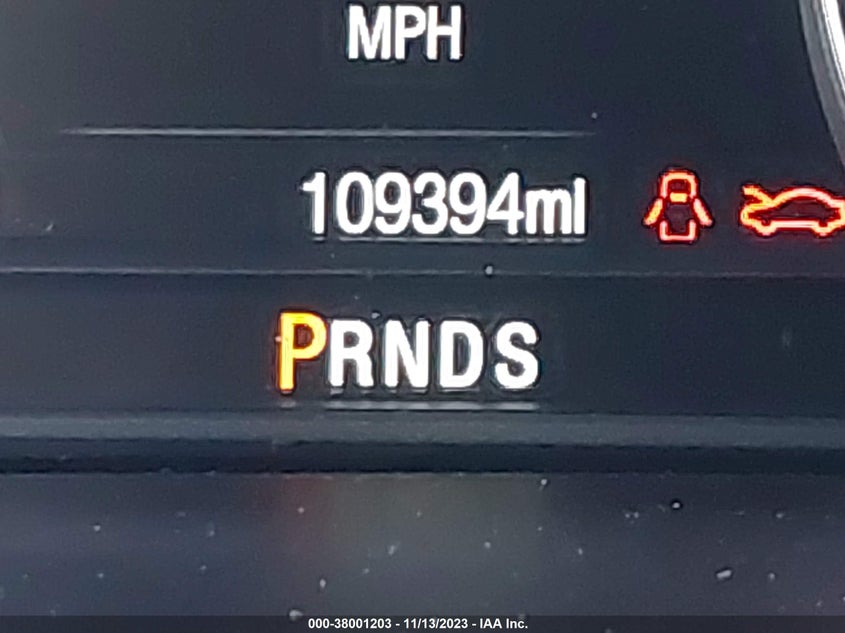 MPH
109394mi
PRNDS
000-38001203 - 11/13/2023 - IAA Inc.